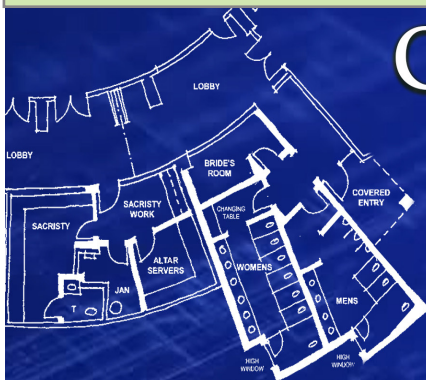 C
LOBBY
LOBBY
BRIDE'S
ROOM
COVERED
ENTRY
CHANGING
TABLE
SACRISTY
WORK
SACRISTY
ALTAR
SERVERS
WOMENS
MENS
JAN
T
HIGH
WINDOW
HIGH
WINDOW